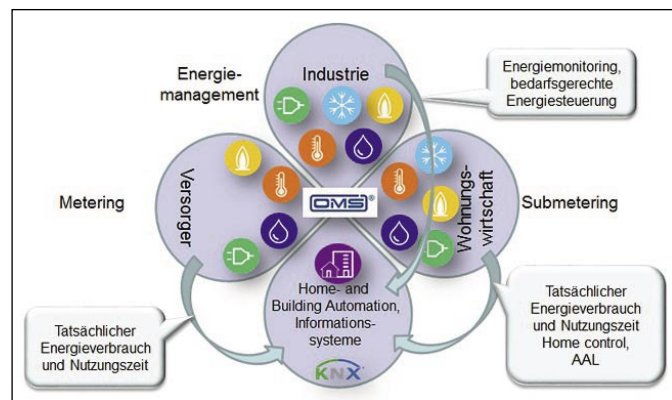 Energie-
management
Industrie
Energiemonitoring,
bedarfsgerechte
Energiesteuerung
Metering
Versorger
OMS®
Wohnungs-
wirtschaft
Submetering
Home- and
Building Automation,
Informations-
systeme
KNX
Tatsächlicher
Energieverbrauch
und Nutzungszeit
Tatsächlicher
Energieverbrauch
und Nutzungszeit
Home control,
AAL